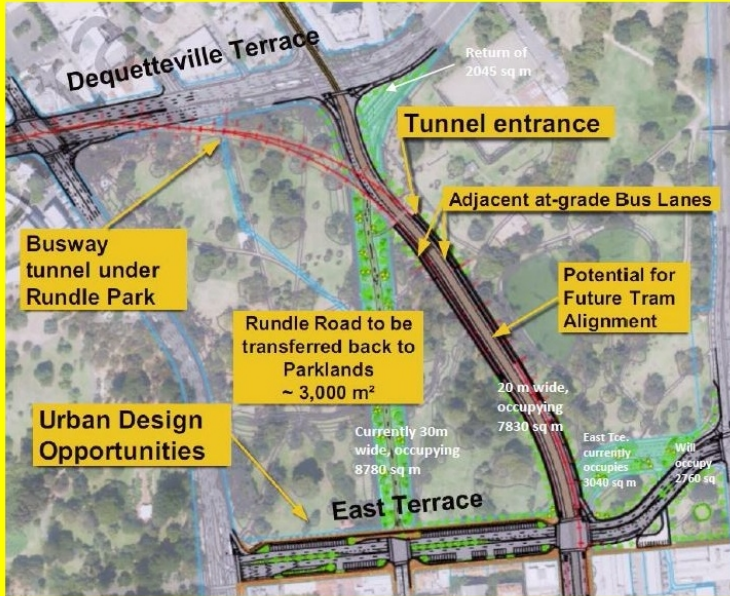 Dequetteville Terrace
Return of
2045 sq m
Tunnel entrance
Adjacent at-grade Bus Lanes
Busway
tunnel under
Rundle Park
Potential for
Future Tram
Alignment
Rundle Road to be
transferred back to
Parklands
~ 3,000 m²
20 m wide,
occupying
7830 sq m
Urban Design
Opportunities
Currently 30m
wide, occupying
8780 sq m
East Tce.
currently
occupies
3040 sq m
Will
occupy
2760 sq
East Terrace